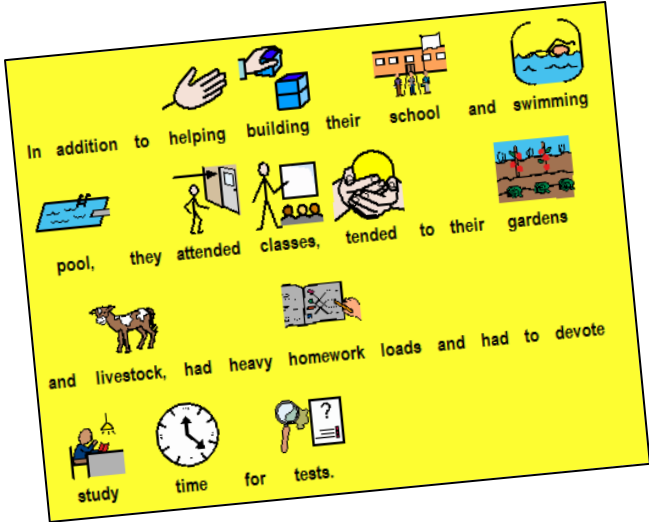 In addition to helping building their school and swimming
pool, they attended classes, tended to their gardens
and livestock, had heavy homework loads and had to devote
study time for tests.